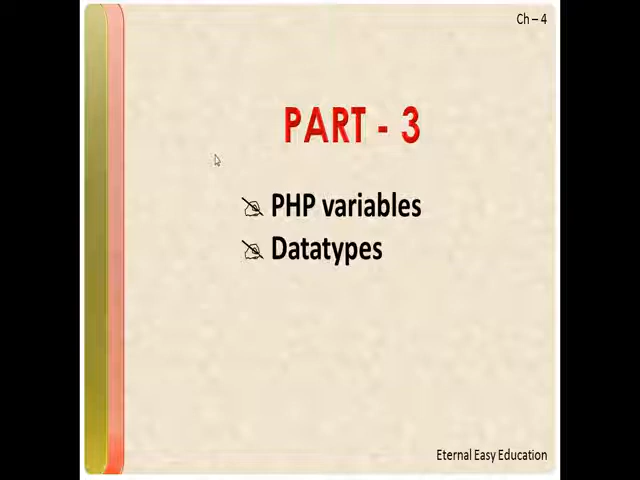 Ch – 4
PART - 3
PHP variables
Datatypes
Eternal Easy Education